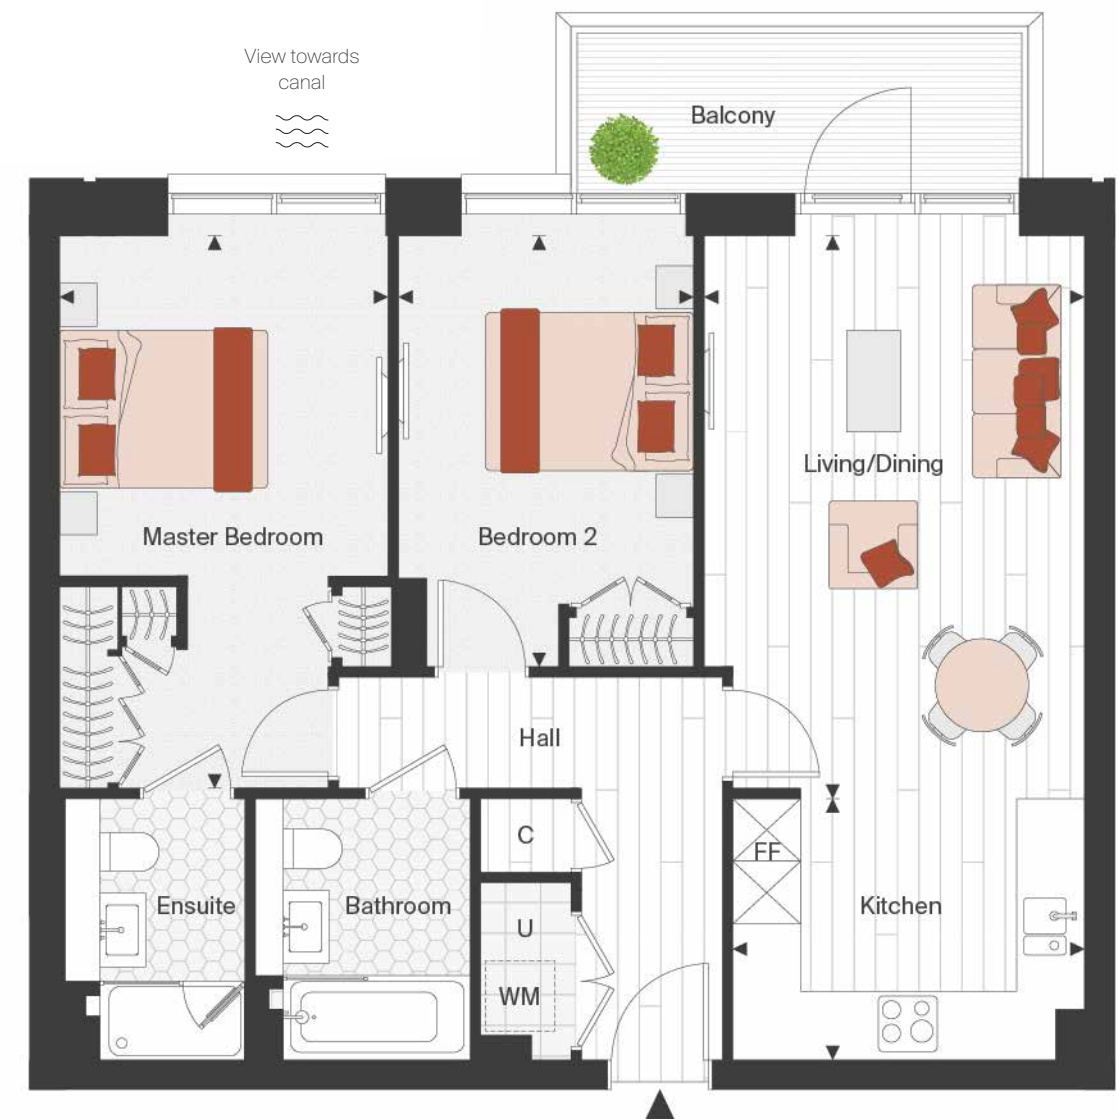 View towards
canal
Balcony
Living/Dining
Master Bedroom
Bedroom 2
Hall
C
FF
Ensuite
Bathroom
Kitchen
U
WM